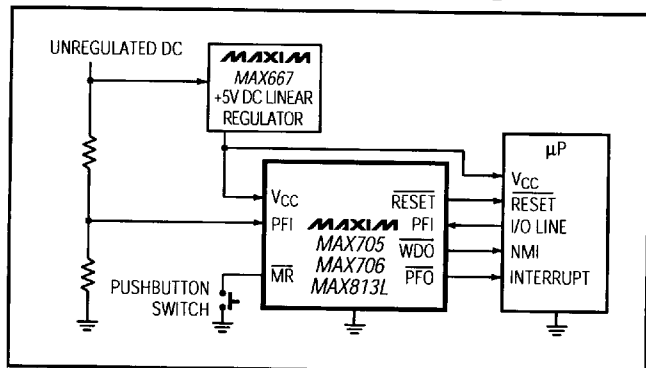 UNREGULATED DC
MAXIM
MAX667
+5V DC LINEAR
REGULATOR
µP
VCC
PFI
MR
RESET
PFI
WDO
PFO
MAXIM
MAX705
MAX706
MAX813L
VCC
RESET
I/O LINE
NMI
INTERRUPT
PUSHBUTTON
SWITCH